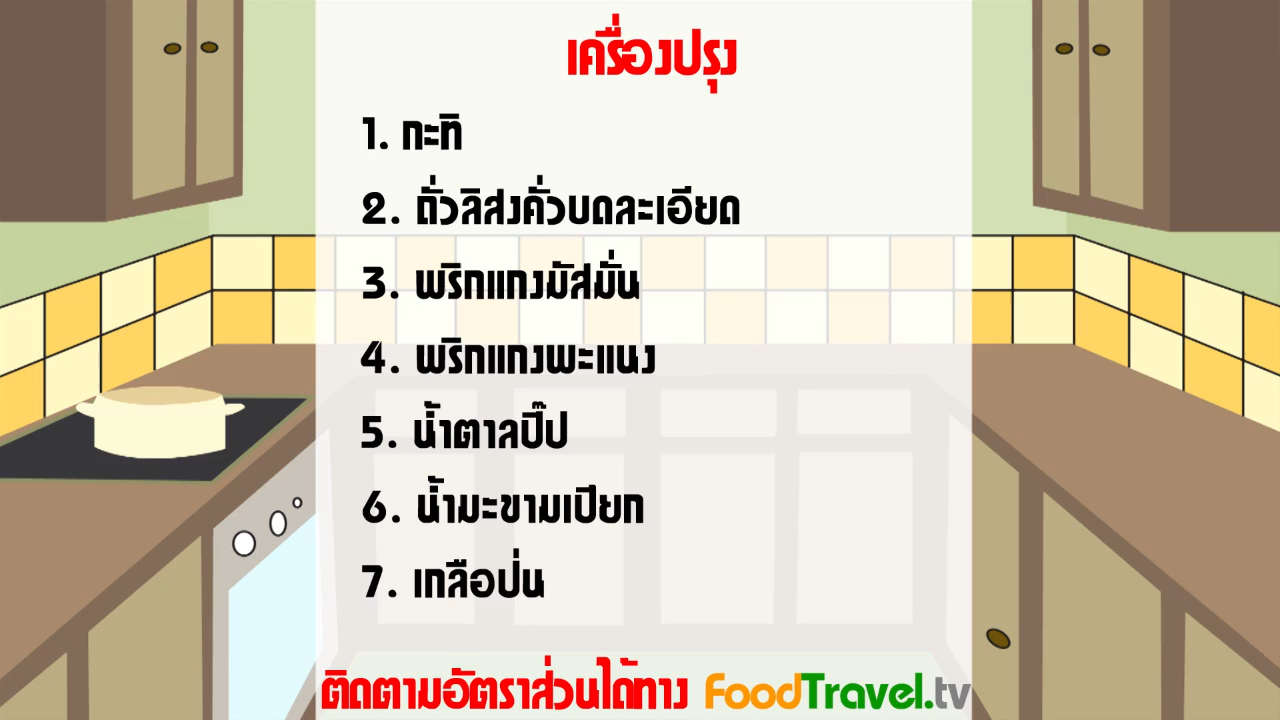 เครื่องปรุง
1. กะทิ
2. ถั่วลิสงคั่วบดละเอียด
3. พริกแกงมัสมั่น
4. พริกแกงพะแนง
5. น้ำตาลปี๊ป
6. น้ำมะขามเปียก
7. เกลือป่น
ติดตามอัตราส่วนได้ทาง FoodTravel.tv